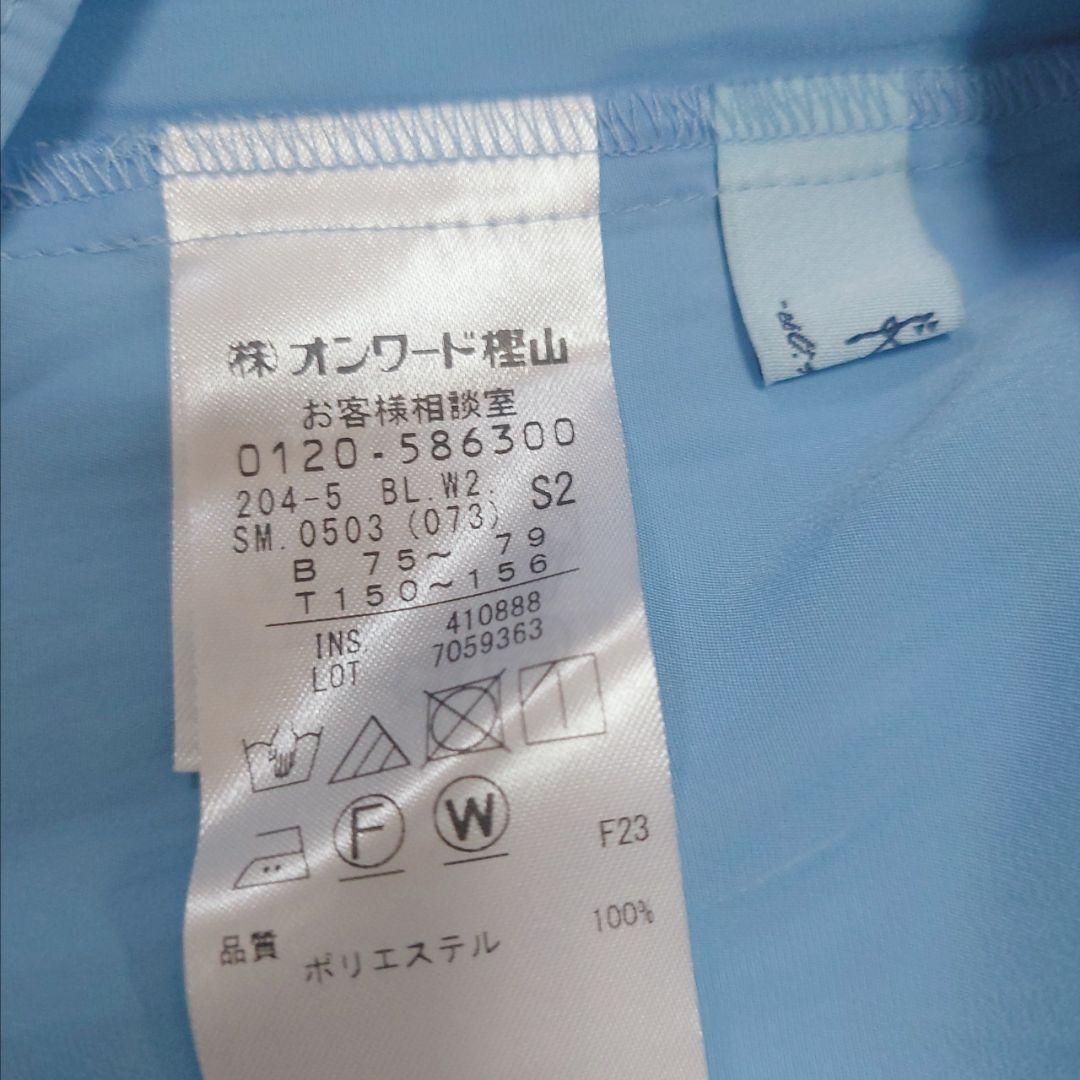 (株)オンワード樫山
お客様相談室
0120-586300
204-5 BL.W2. S2
SM.0503 (073)
B 75~ 79
T150~156
INS. 410888
LOT 7059363
F W
F23
品質 ポリエステル 100%